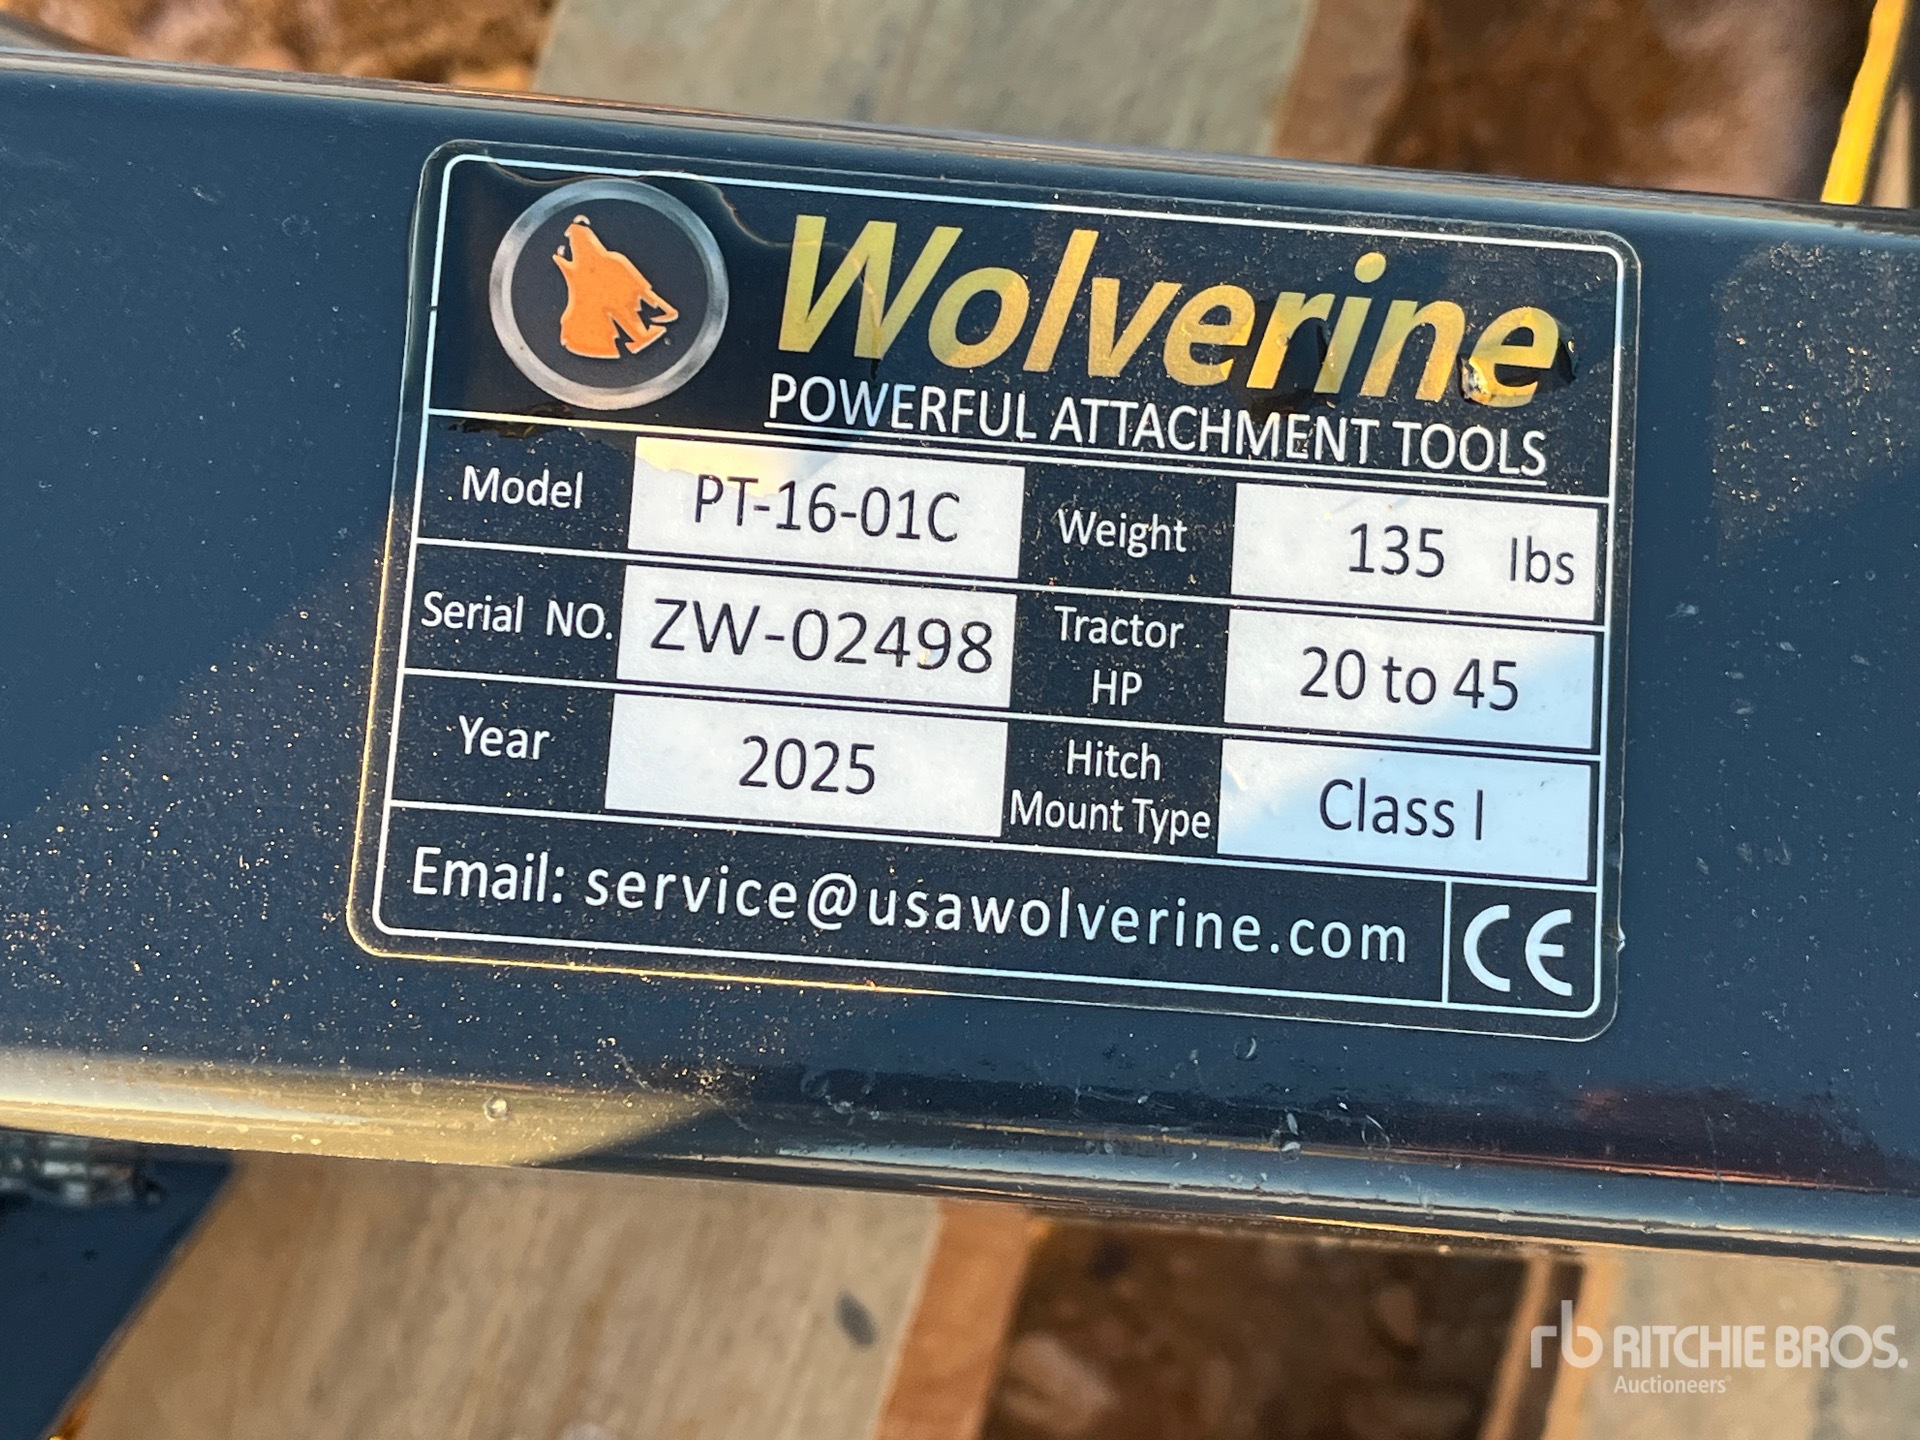 Wolverine
POWERFUL ATTACHMENT TOOLS
Model PT-16-01C Weight 135 lbs
Serial NO. ZW-02498 Tractor HP 20 to 45
Year 2025 Hitch Mount Type Class I
Email: service@usawolverine.com CE
rb RITCHIE BROS.
Auctioneers